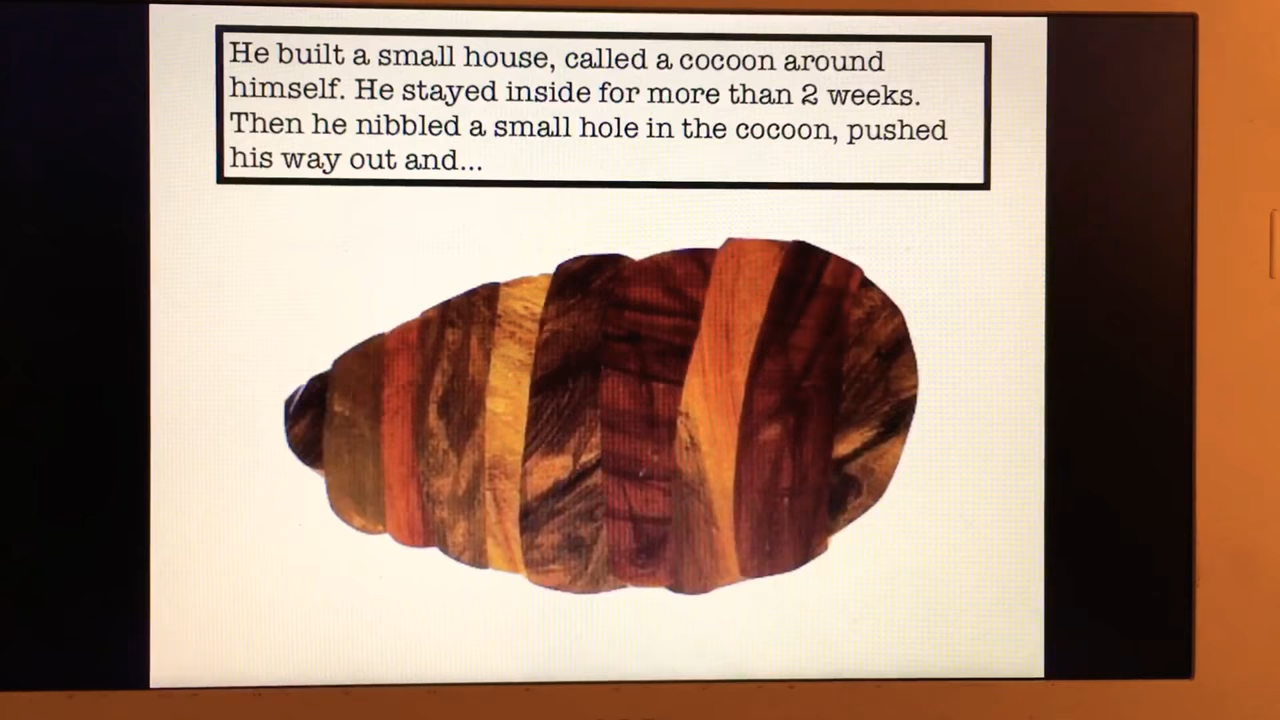 He built a small house, called a cocoon around
himself. He stayed inside for more than 2 weeks.
Then he nibbled a small hole in the cocoon, pushed
his way out and...